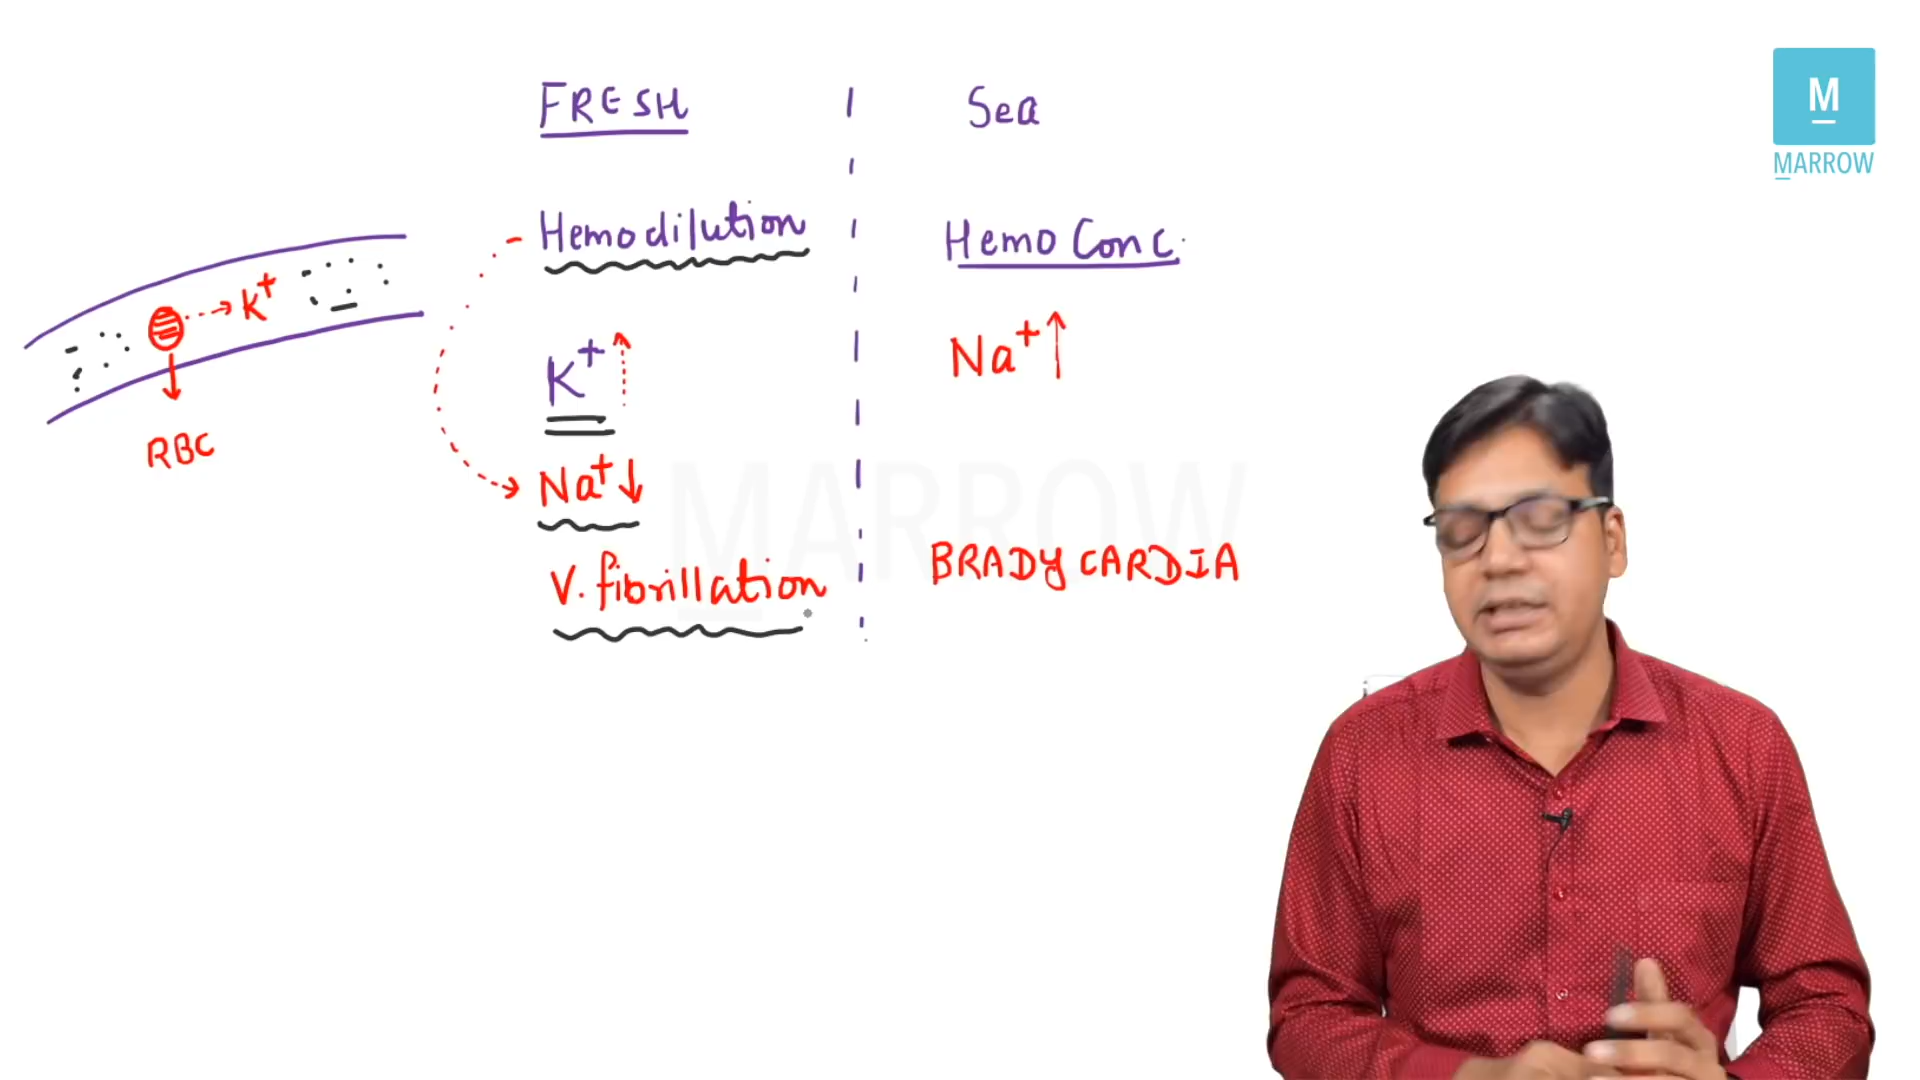 FRESH
Sea
M
MARROW
Hemodilution
Hemo Conc.
K+
RBC
K+ ↑
Na+ ↑
Na+ ↓
MARROW
V. fibrillation
BRADYCARDIA